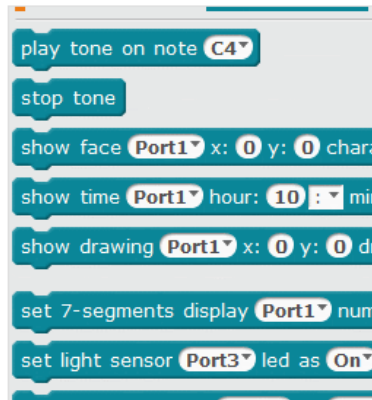 play tone on note C4
stop tone
show face Port1 x: 0 y: 0
show time Port1 hour: 10 :
show drawing Port1 x: 0 y: 0
set 7-segments display Port1
set light sensor Port3 led as On